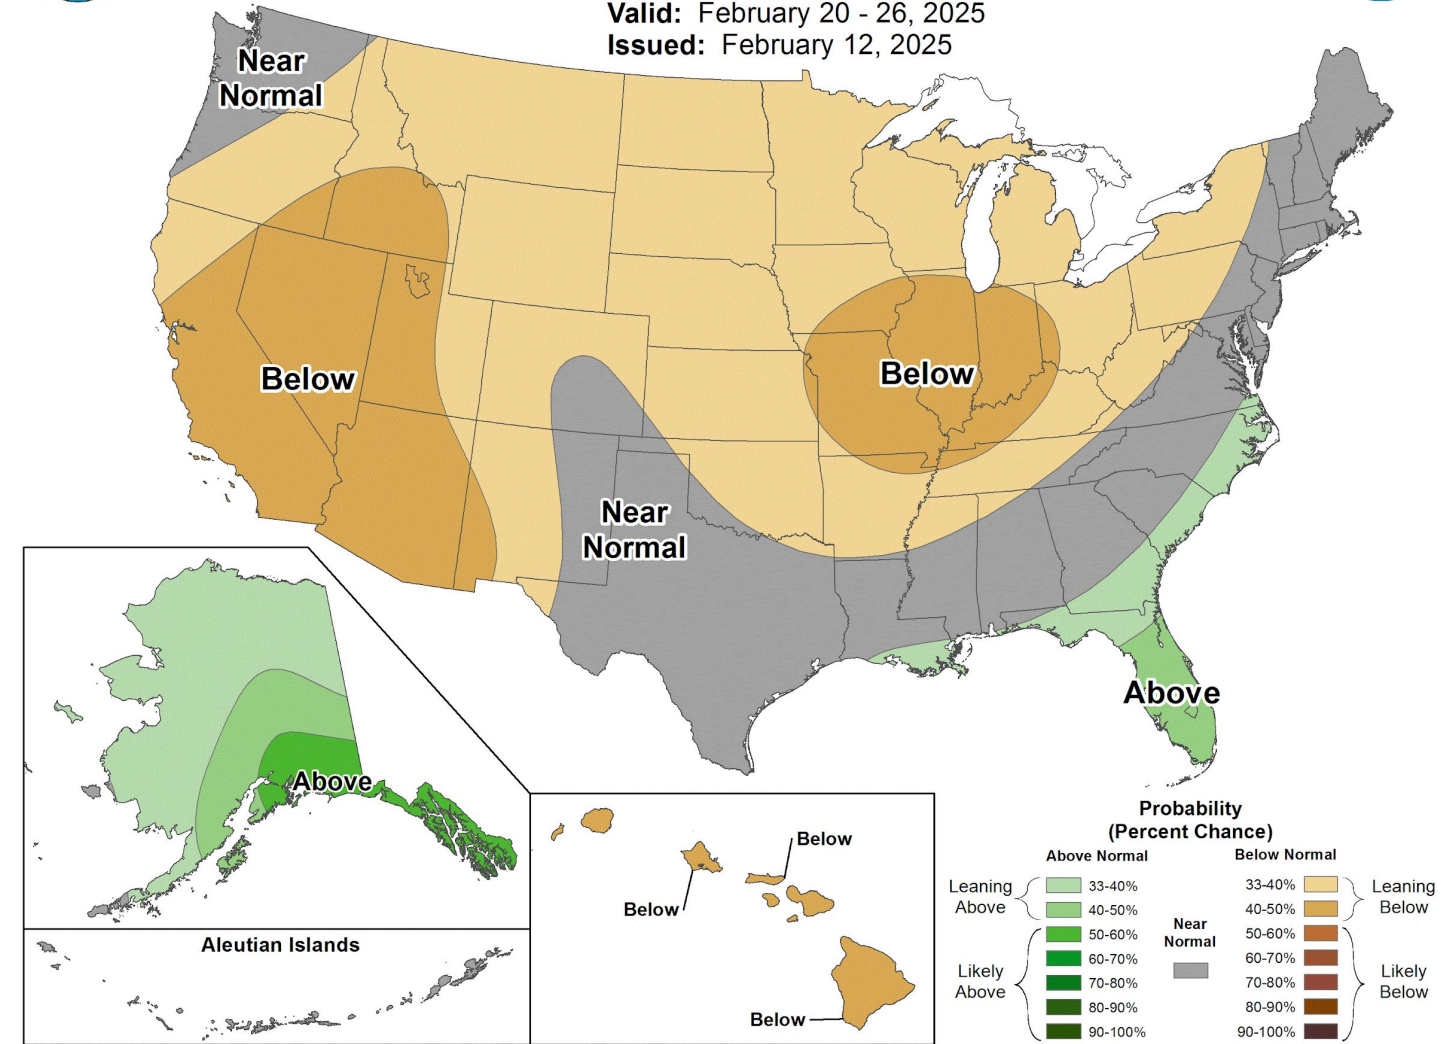 Valid: February 20 - 26, 2025
Issued: February 12, 2025
Near
Normal
Below
Below
Near
Normal
Above
Above
Aleutian Islands
Below
Below
Below
Probability
(Percent Chance)
Above Normal
Below Normal
Leaning
Above
33-40%
40-50%
Likely
Above
50-60%
60-70%
70-80%
80-90%
90-100%
Near
Normal
33-40%
40-50%
Leaning
Below
50-60%
60-70%
70-80%
80-90%
90-100%
Likely
Below